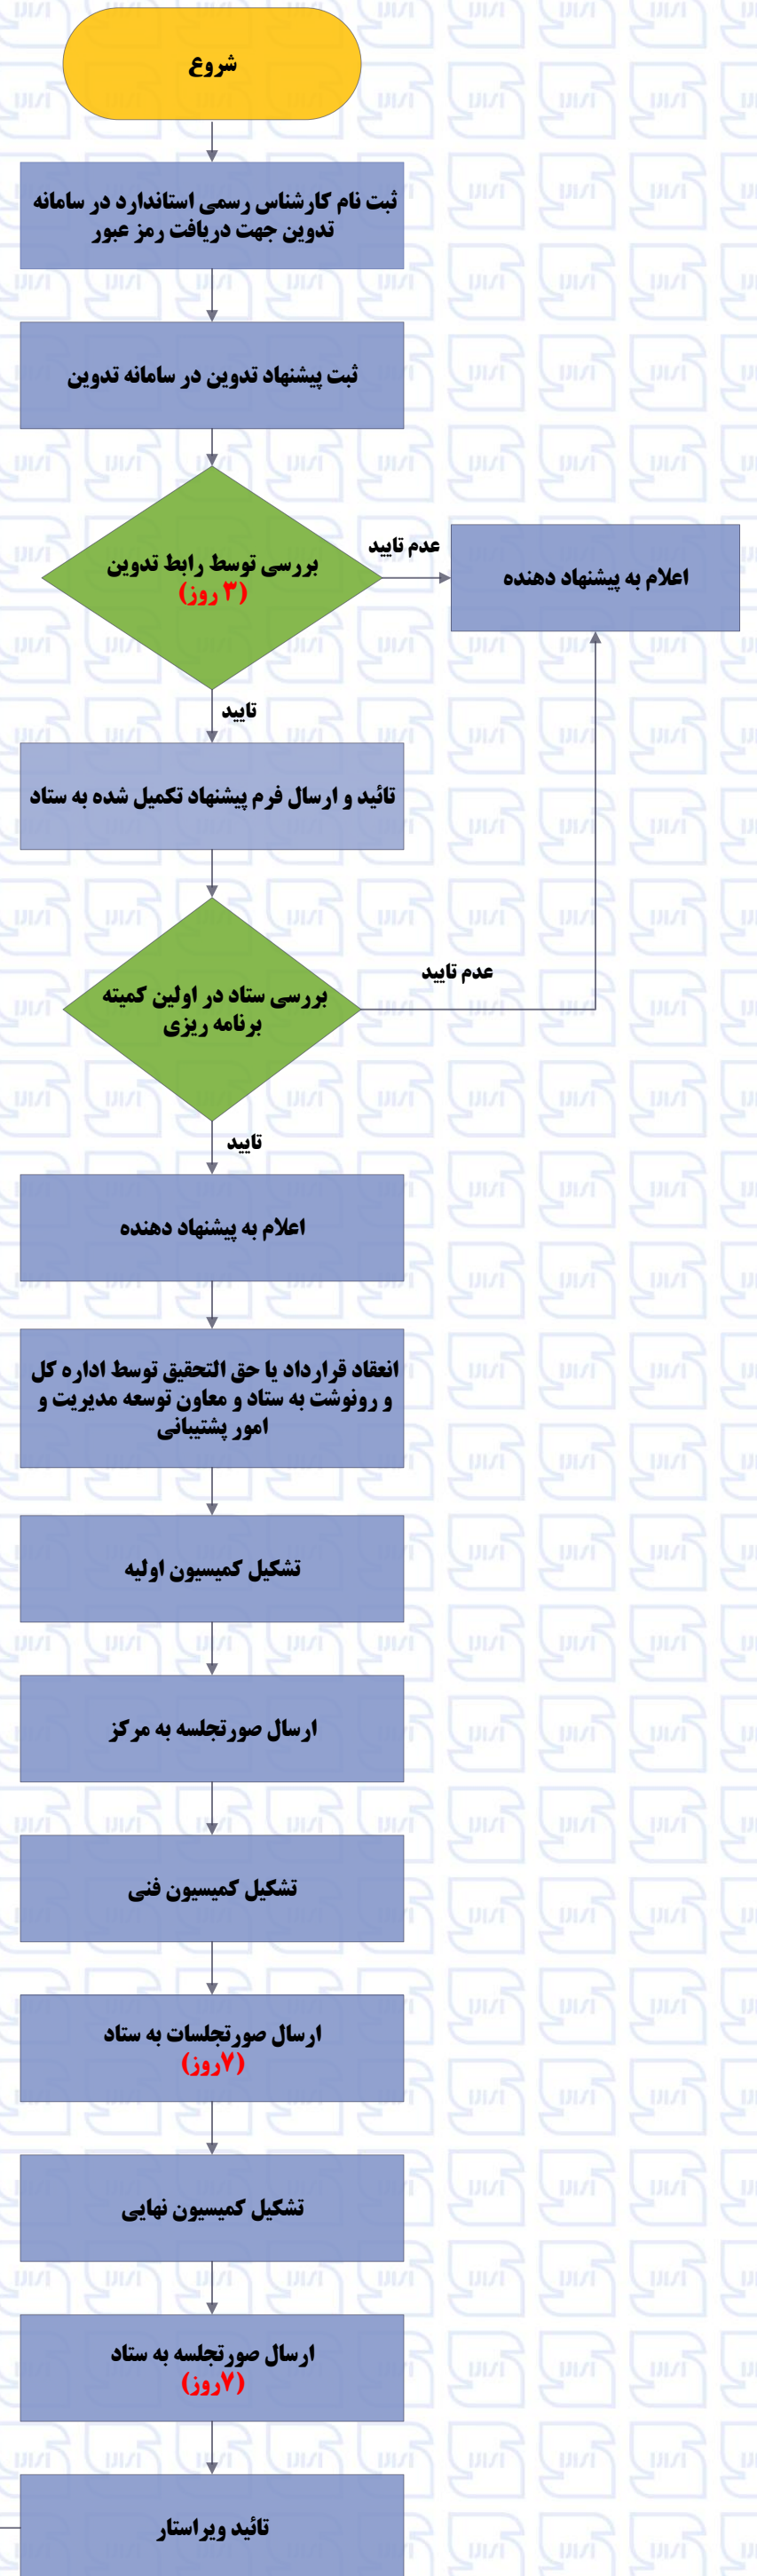 شروع
ثبت نام کارشناس رسمی استاندارد در سامانه
تدوین جهت دریافت رمز عبور
ثبت پیشنهاد تدوین در سامانه تدوین
بررسی توسط رابط تدوین
(۳ روز)
عدم تایید
اعلام به پیشنهاد دهنده
تایید
تائید و ارسال فرم پیشنهاد تکمیل شده به ستاد
بررسی ستاد در اولین کمیته
برنامه ریزی
عدم تایید
تایید
اعلام به پیشنهاد دهنده
انعقاد قرارداد یا حق التحقیق توسط اداره کل
و رونوشت به ستاد و معاون توسعه مدیریت و
امور پشتیبانی
تشکیل کمیسیون اولیه
ارسال صورتجلسه به مرکز
تشکیل کمیسیون فنی
ارسال صورتجلسات به ستاد
(۷روز)
تشکیل کمیسیون نهایی
ارسال صورتجلسه به ستاد
(۷روز)
تائید ویراستار